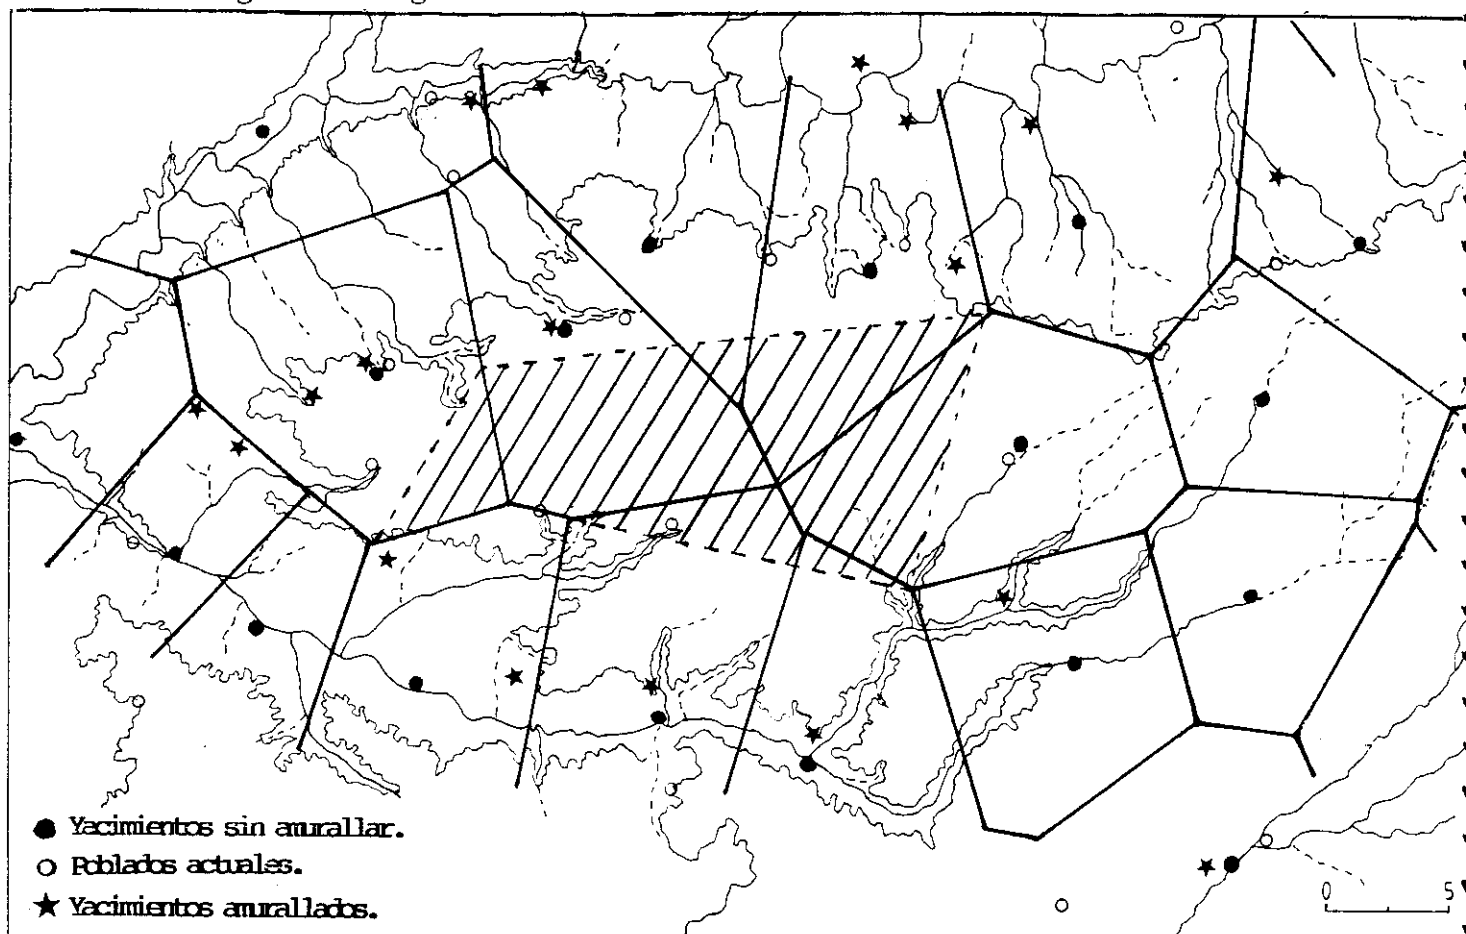 Yacimientos sin amurallar.
Poblados actuales.
Yacimientos amurallados.
0 5